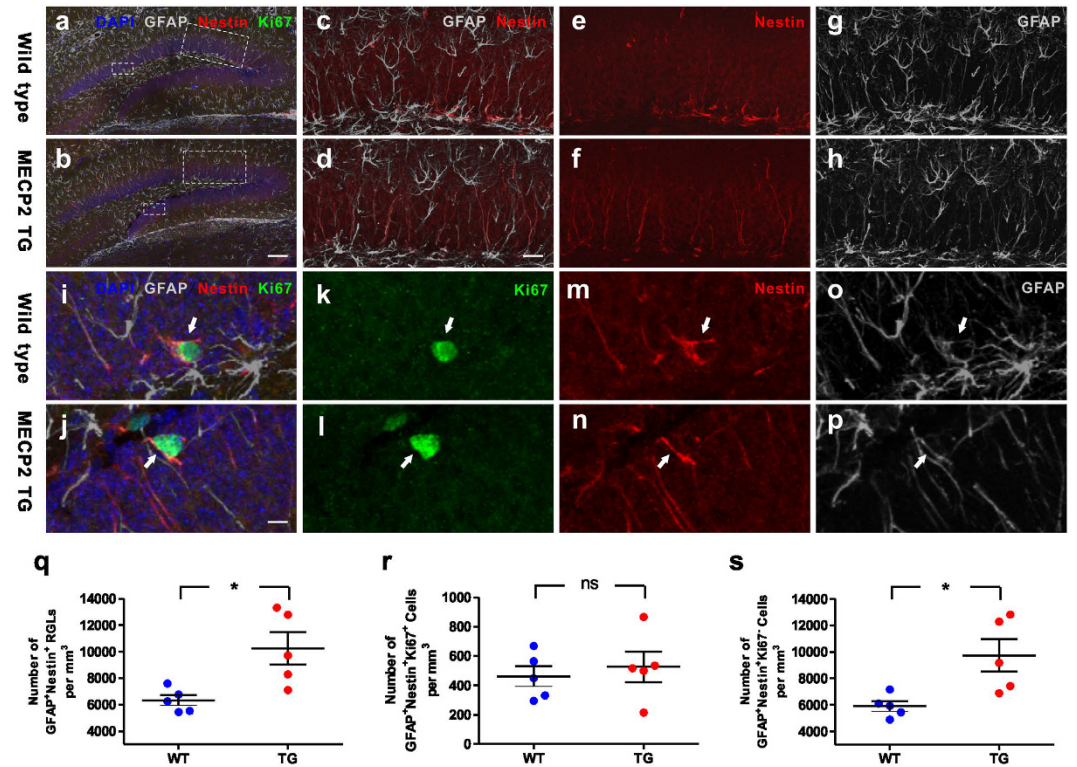 Wild type
a
DAPI GFAP Nestin Ki67
c
GFAP Nestin
e
Nestin
g
GFAP
MECP2 TG
b
d
f
h
Wild type
i
DAPI GFAP Nestin Ki67
k
Ki67
m
Nestin
o
GFAP
MECP2 TG
j
l
n
p
q
*
Number of
GFAP⁺Nestin⁺ RGLs
per mm³
14000
12000
10000
8000
6000
4000
WT TG
r
ns
Number of
GFAP⁺Nestin⁺Ki67⁺ Cells
per mm³
1000
800
600
400
200
0
WT TG
s
*
Number of
GFAP⁺Nestin⁺Ki67⁻ Cells
per mm³
14000
12000
10000
8000
6000
4000
WT TG